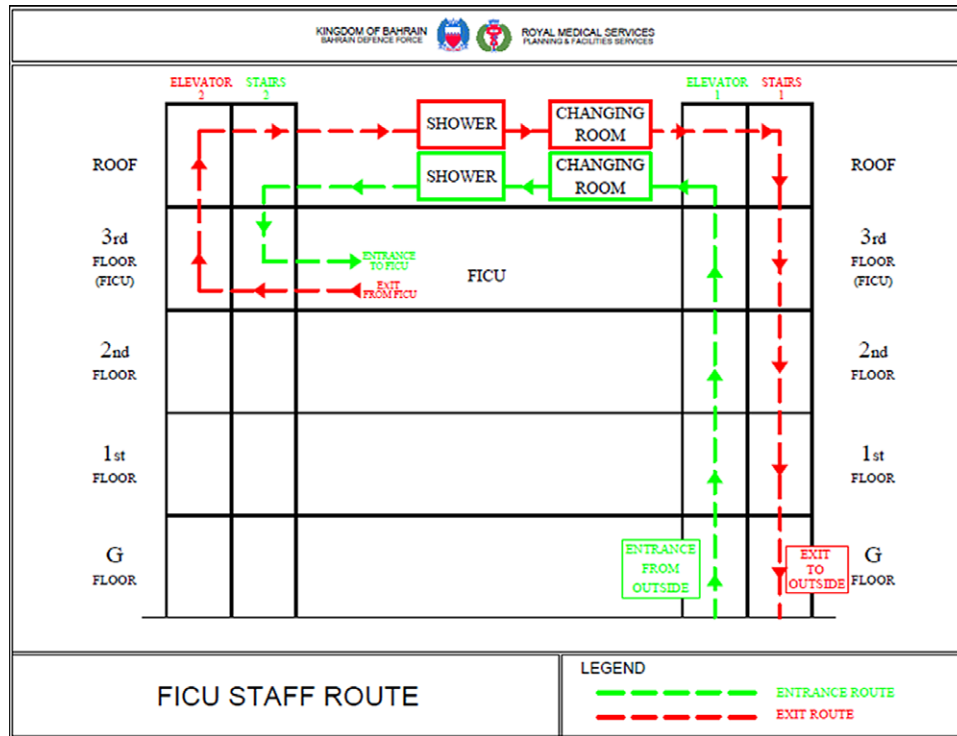 KINGDOM OF BAHRAIN
BAHRAIN DEFENCE FORCE
ROYAL MEDICAL SERVICES
PLANNING & FACILITIES SERVICES
ELEVATOR
2
STAIRS
2
ELEVATOR
1
STAIRS
1
ROOF
SHOWER
CHANGING
ROOM
ROOF
SHOWER
CHANGING
ROOM
3rd
FLOOR
(FICU)
ENTRANCE
TO FICU
EXIT
FROM FICU
FICU
3rd
FLOOR
(FICU)
2nd
FLOOR
2nd
FLOOR
1st
FLOOR
1st
FLOOR
G
FLOOR
ENTRANCE
FROM
OUTSIDE
EXIT
TO
OUTSIDE
G
FLOOR
FICU STAFF ROUTE
LEGEND
ENTRANCE ROUTE
EXIT ROUTE